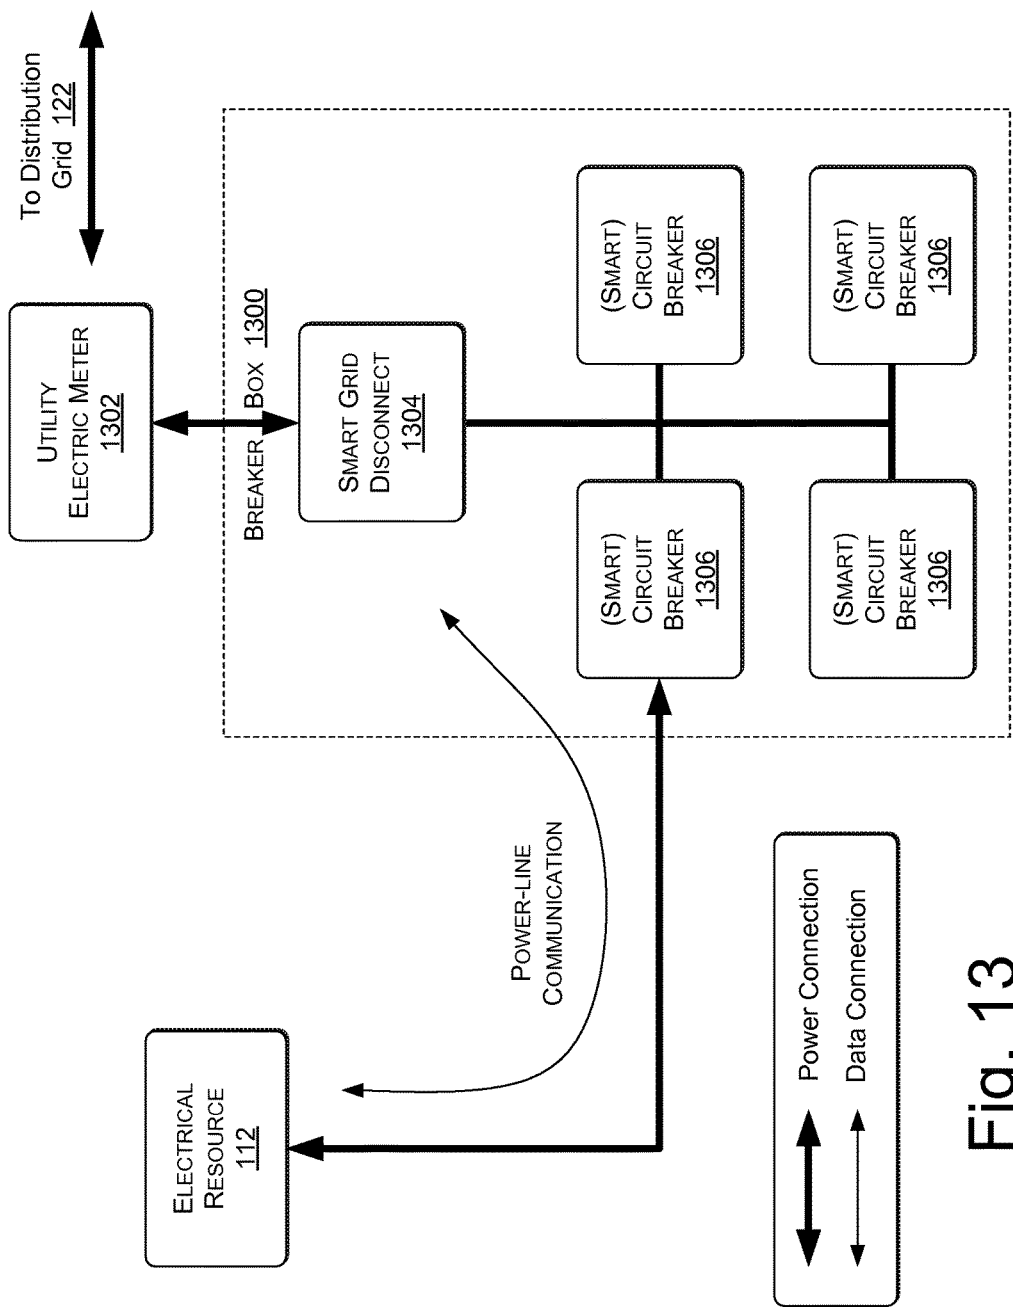 To Distribution
Grid 122
UTILITY
ELECTRIC METER
1302
BREAKER BOX 1300
SMART GRID
DISCONNECT
1304
(SMART)
CIRCUIT
BREAKER
1306
(SMART)
CIRCUIT
BREAKER
1306
(SMART)
CIRCUIT
BREAKER
1306
(SMART)
CIRCUIT
BREAKER
1306
POWER-LINE
COMMUNICATION
ELECTRICAL
RESOURCE
112
Power Connection
Data Connection
Fig. 13